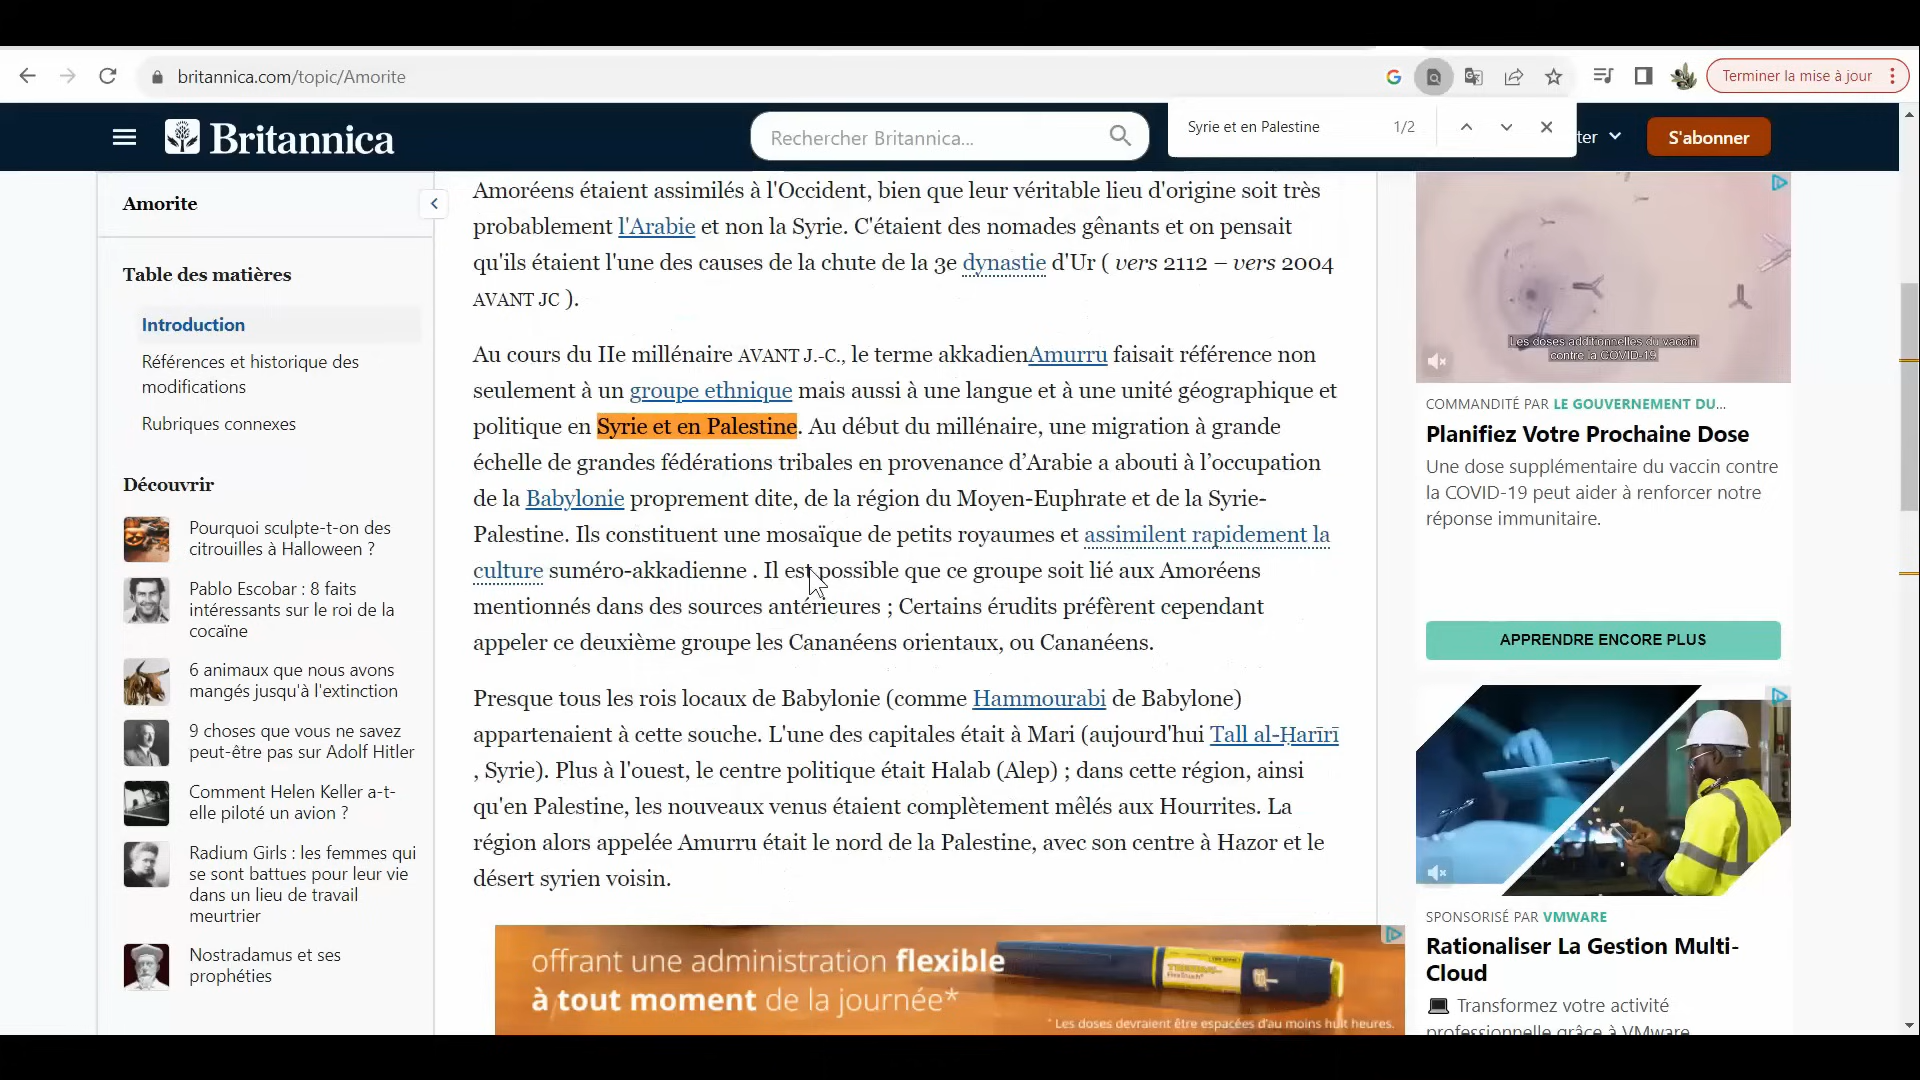 britannica.com/topic/Amorite
Terminer la mise à jour
Britannica
Rechercher Britannica...
Syrie et en Palestine 1/2
ter
S'abonner
Amorite
Table des matières
Introduction
Références et historique des
modifications
Rubriques connexes
Découvrir
Pourquoi sculpte-t-on des
citrouilles à Halloween ?
Pablo Escobar : 8 faits
intéressants sur le roi de la
cocaïne
6 animaux que nous avons
mangés jusqu'à l'extinction
9 choses que vous ne savez
peut-être pas sur Adolf Hitler
Comment Helen Keller a-t-
elle piloté un avion ?
Radium Girls : les femmes qui
se sont battues pour leur vie
dans un lieu de travail
meurtrier
Nostradamus et ses
prophéties
Amoréens étaient assimilés à l'Occident, bien que leur véritable lieu d'origine soit très
probablement l'Arabie et non la Syrie. C'étaient des nomades gênants et on pensait
qu'ils étaient l'une des causes de la chute de la 3e dynastie d'Ur ( vers 2112 – vers 2004
AVANT JC ).
Au cours du IIe millénaire AVANT J.-C., le terme akkadienAmurru faisait référence non
seulement à un groupe ethnique mais aussi à une langue et à une unité géographique et
politique en Syrie et en Palestine. Au début du millénaire, une migration à grande
échelle de grandes fédérations tribales en provenance d’Arabie a abouti à l’occupation
de la Babylonie proprement dite, de la région du Moyen-Euphrate et de la Syrie-
Palestine. Ils constituent une mosaïque de petits royaumes et assimilent rapidement la
culture suméro-akkadienne . Il est possible que ce groupe soit lié aux Amoréens
mentionnés dans des sources antérieures ; Certains érudits préfèrent cependant
appeler ce deuxième groupe les Cananéens orientaux, ou Cananéens.
Presque tous les rois locaux de Babylonie (comme Hammourabi de Babylone)
appartenaient à cette souche. L'une des capitales était à Mari (aujourd'hui Tall al-Ḥarīrī
, Syrie). Plus à l'ouest, le centre politique était Halab (Alep) ; dans cette région, ainsi
qu'en Palestine, les nouveaux venus étaient complètement mêlés aux Hourrites. La
région alors appelée Amurru était le nord de la Palestine, avec son centre à Hazor et le
désert syrien voisin.
offrant une administration flexible
à tout moment de la journée*
* Les doses devraient être espacées d'au moins huit heures.
Les doses additionnelles du vaccin
contre la COVID-19
COMMANDITÉ PAR LE GOUVERNEMENT DU...
Planifiez Votre Prochaine Dose
Une dose supplémentaire du vaccin contre
la COVID-19 peut aider à renforcer notre
réponse immunitaire.
APPRENDRE ENCORE PLUS
SPONSORISÉ PAR VMWARE
Rationaliser La Gestion Multi-
Cloud
Transformez votre activité
professionnelle grâce à VMware